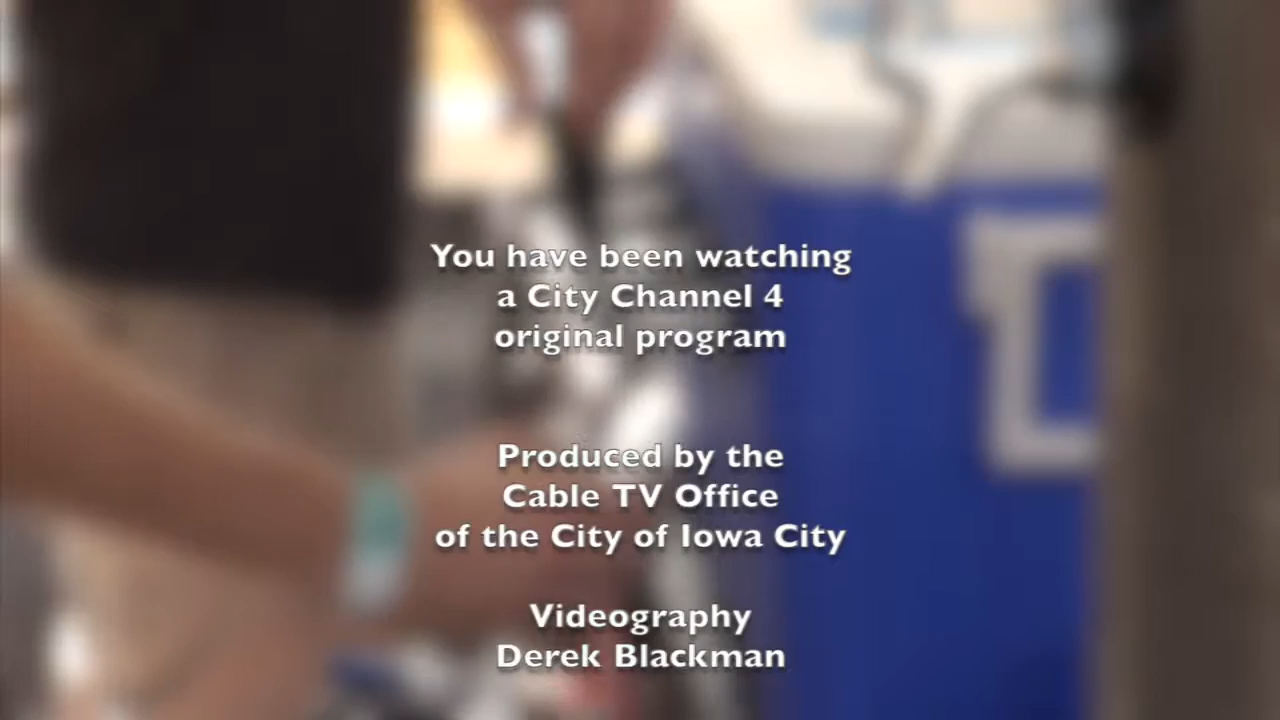 You have been watching
a City Channel 4
original program
Produced by the
Cable TV Office
of the City of Iowa City
Videography
Derek Blackman